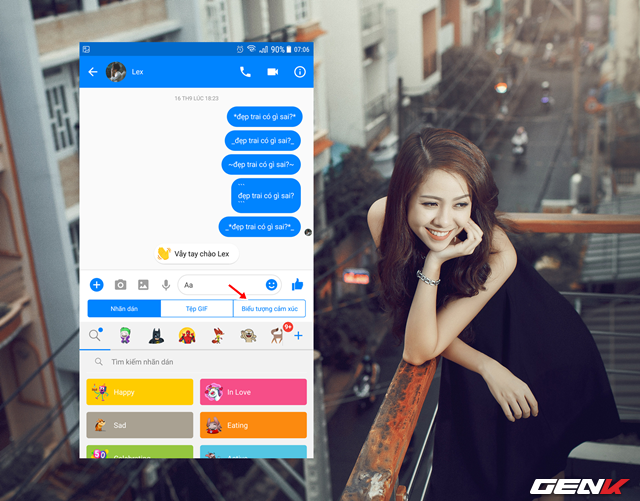 90% 07:06
Lex
16 TH9 LÚC 18:23
*đẹp trai có gì sai?*
_đẹp trai có gì sai?_
~đẹp trai có gì sai?~
```
đẹp trai có gì sai?
```
_*đẹp trai có gì sai?*_
Vẫy tay chào Lex
Aa
Nhãn dán Tệp GIF Biểu tượng cảm xúc
9+
Tìm kiếm nhãn dán
Happy In Love
Sad Eating
Celebrating Active
GENK